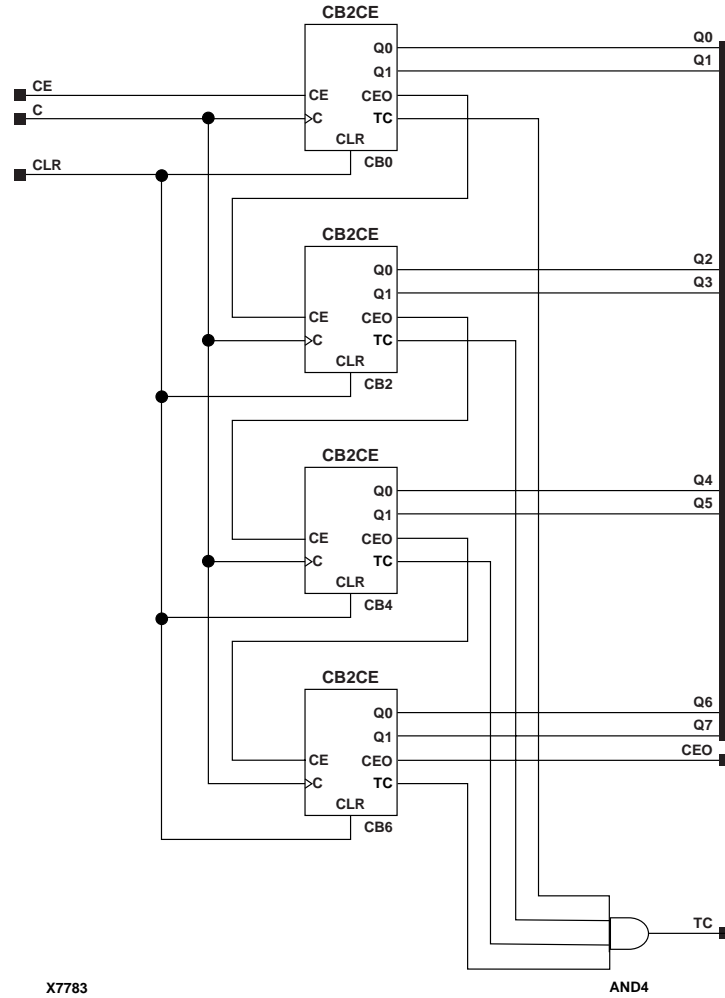 CB2CE
Q0 Q0
Q1 Q1
CE CE CEO
C C TC
CLR CLR
CB0
CB2CE
Q0 Q2
Q1 Q3
CE CEO
C TC
CLR
CB2
CB2CE
Q0 Q4
Q1 Q5
CE CEO
C TC
CLR
CB4
CB2CE
Q0 Q6
Q1 Q7
CE CEO CEO
C TC
CLR
CB6
TC
X7783 AND4